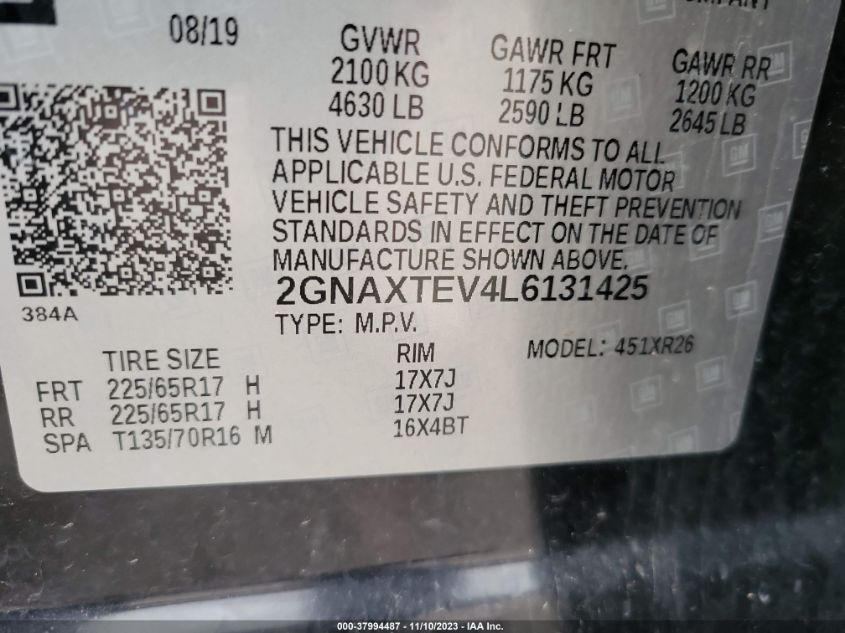 08/19
GVWR
2100 KG
4630 LB
GAWR FRT
1175 KG
2590 LB
GAWR RR
1200 KG
2645 LB
THIS VEHICLE CONFORMS TO ALL
APPLICABLE U.S. FEDERAL MOTOR
VEHICLE SAFETY AND THEFT PREVENTION
STANDARDS IN EFFECT ON THE DATE OF
MANUFACTURE SHOWN ABOVE.
2GNAXTEV4L6131425
TYPE: M.P.V.
384A
MODEL: 451XR26
TIRE SIZE RIM
FRT 225/65R17 H 17X7J
RR 225/65R17 H 17X7J
SPA T135/70R16 M 16X4BT
GM
000-37994487 - 11/10/2023 - IAA Inc.